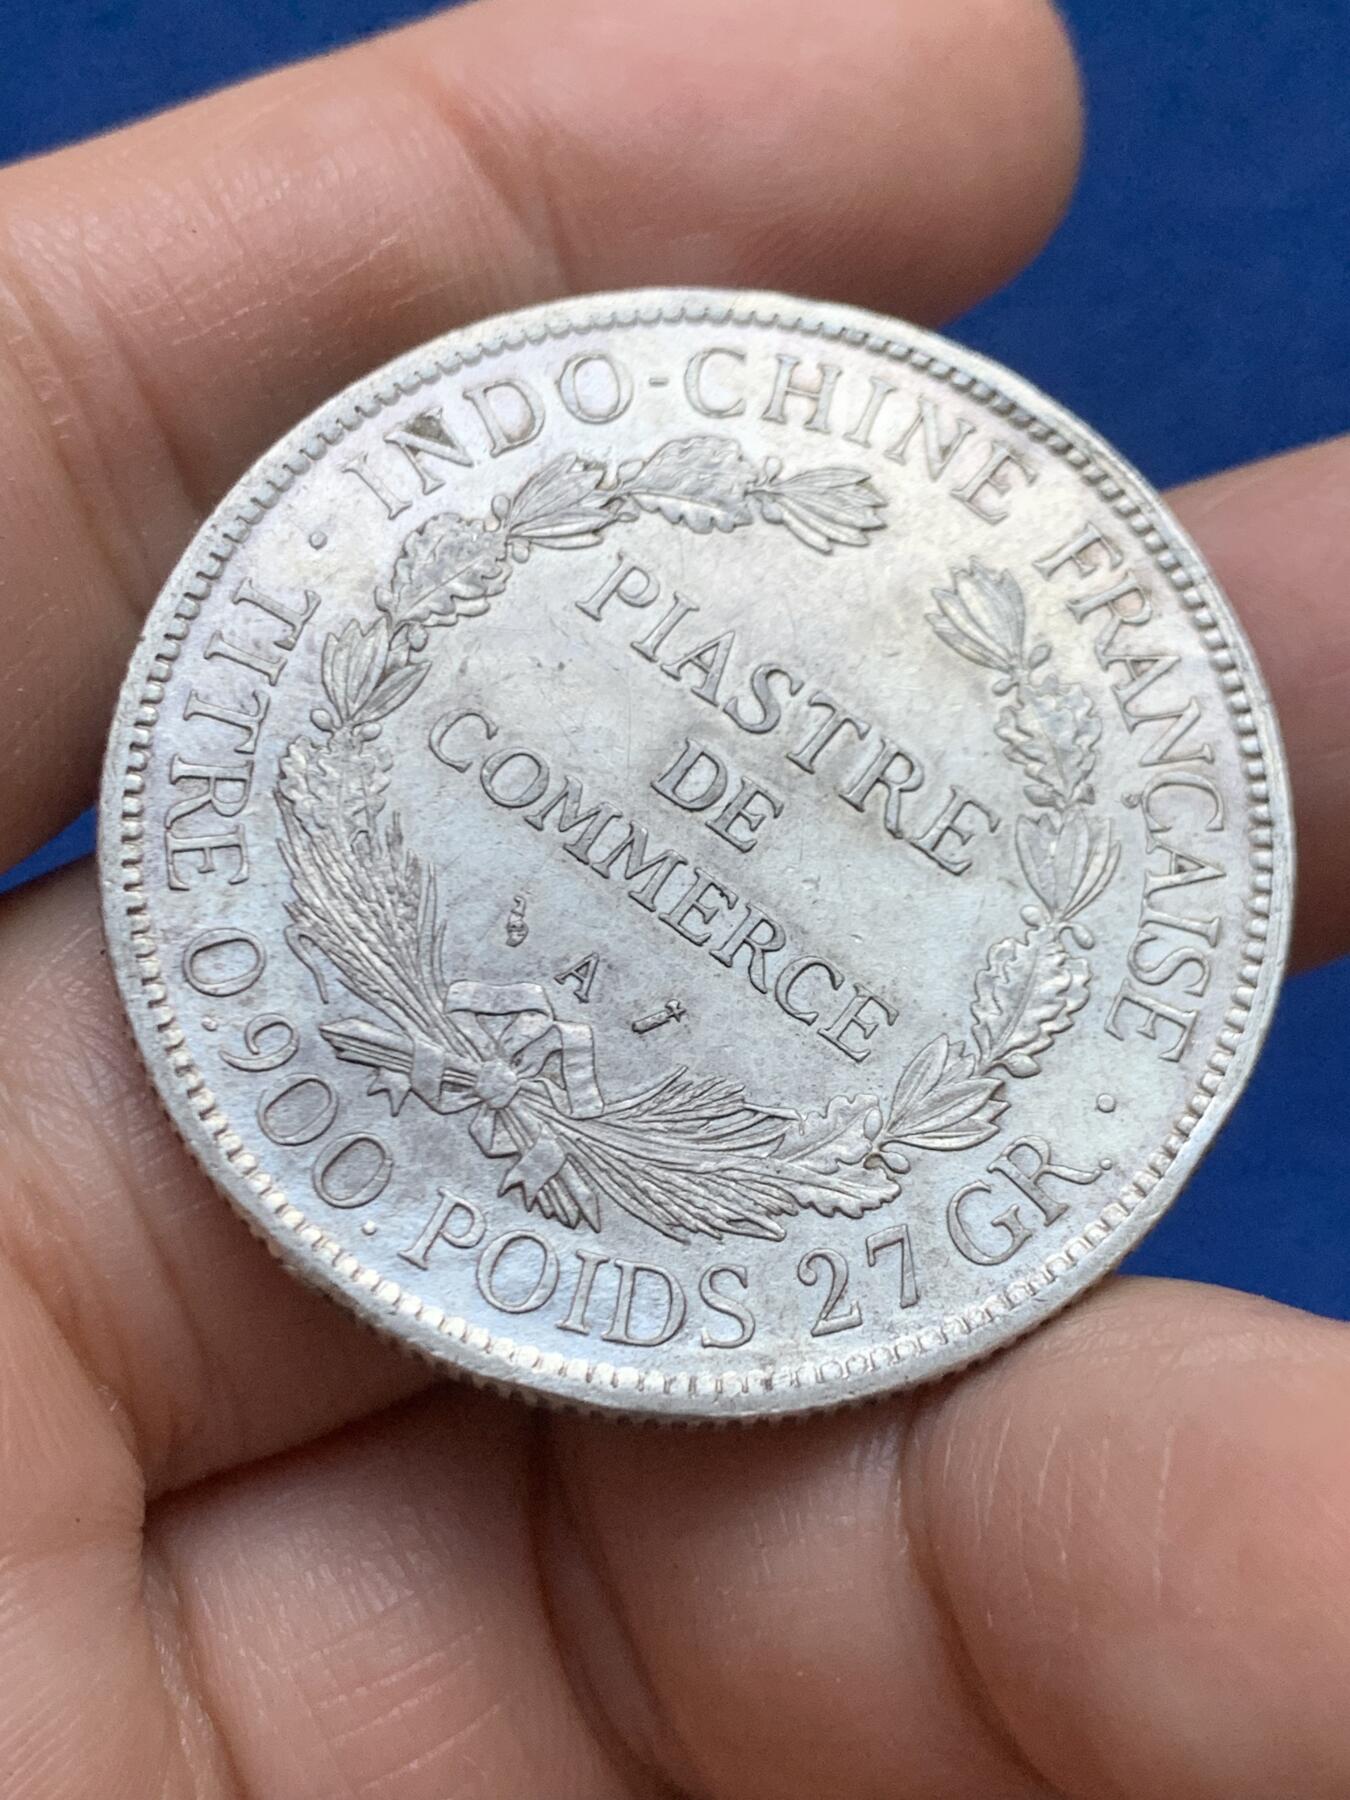 INDO-CHINE FRANÇAISE
PIASTRE
DE
COMMERCE
A
TITRE 0,900. POIDS 27 GR.